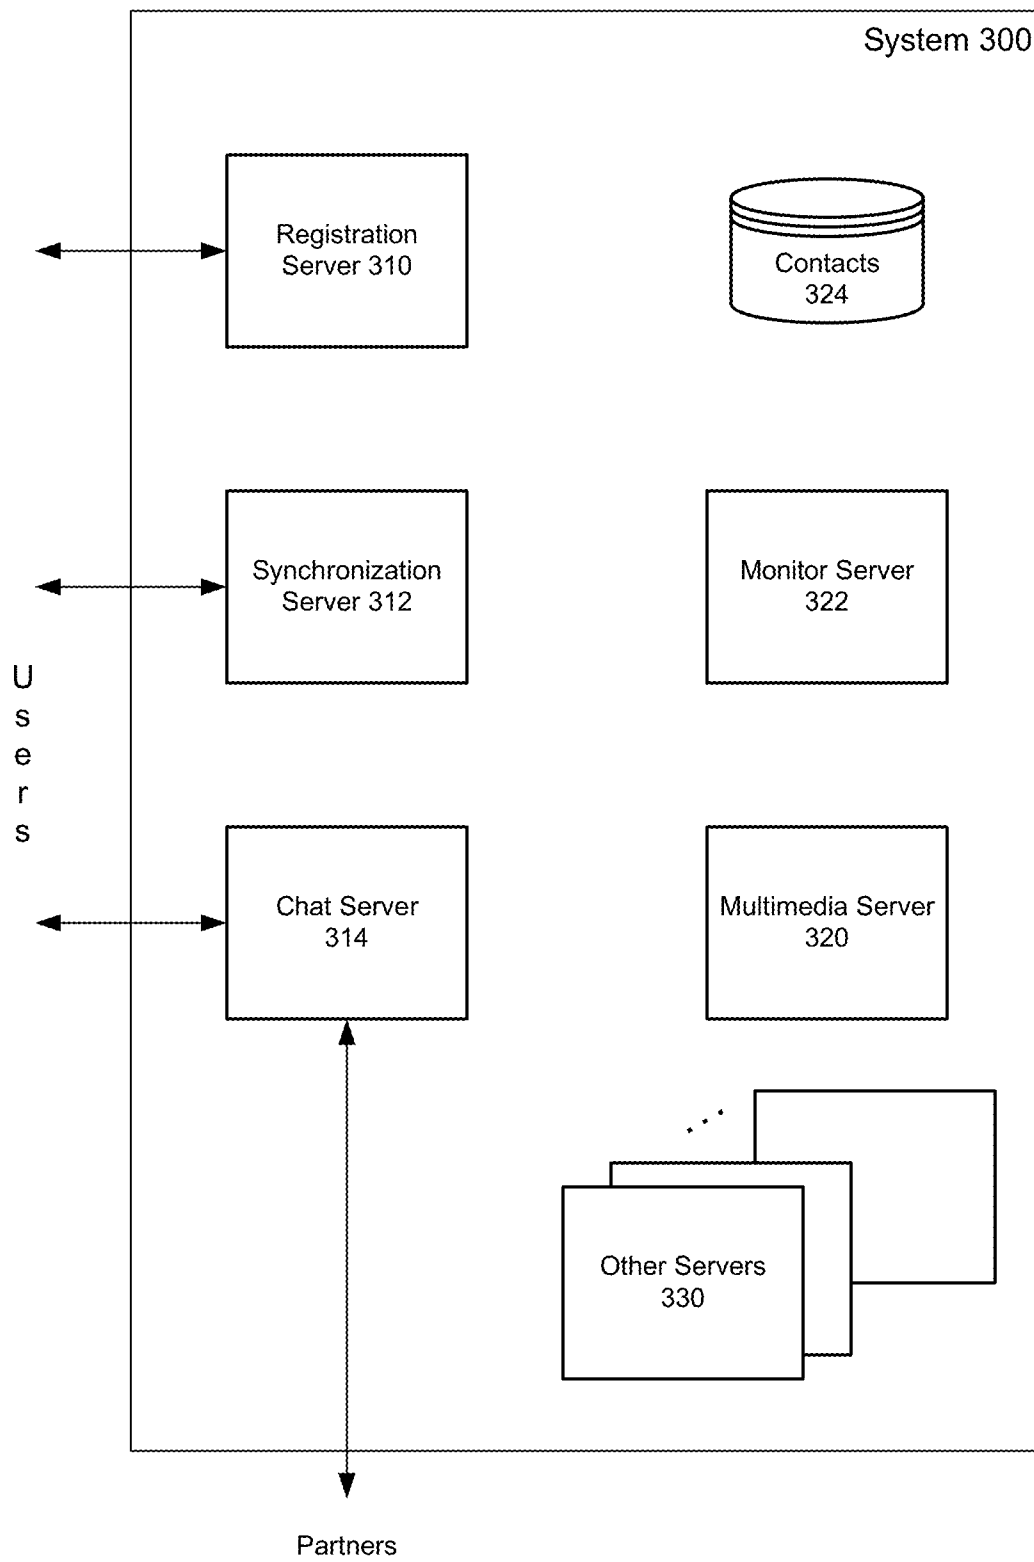 System 300
Registration
Server 310
Contacts
324
Synchronization
Server 312
Monitor Server
322
Users
Chat Server
314
Multimedia Server
320
Other Servers
330
Partners